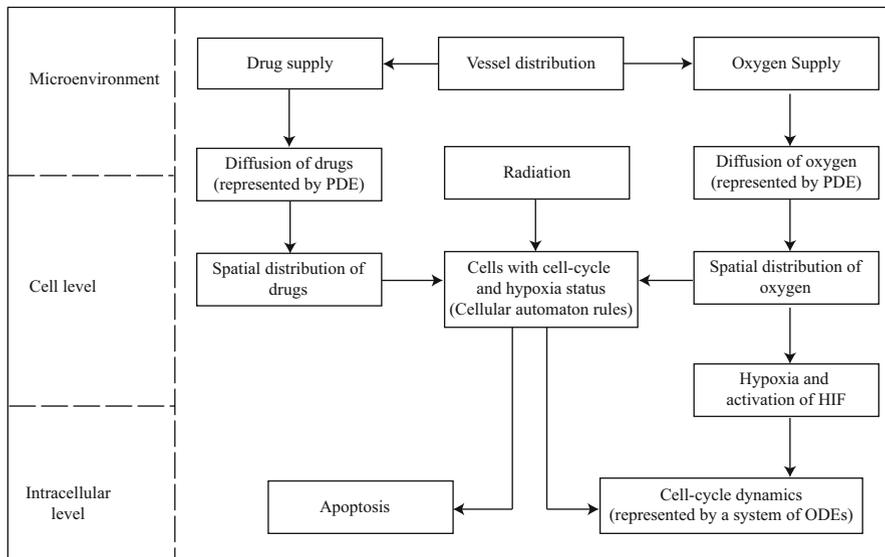 Microenvironment
Drug supply
Vessel distribution
Oxygen Supply
Diffusion of drugs
(represented by PDE)
Radiation
Diffusion of oxygen
(represented by PDE)
Cell level
Spatial distribution of
drugs
Cells with cell-cycle
and hypoxia status
(Cellular automaton rules)
Spatial distribution of
oxygen
Hypoxia and
activation of HIF
Intracellular
level
Apoptosis
Cell-cycle dynamics
(represented by a system of ODEs)